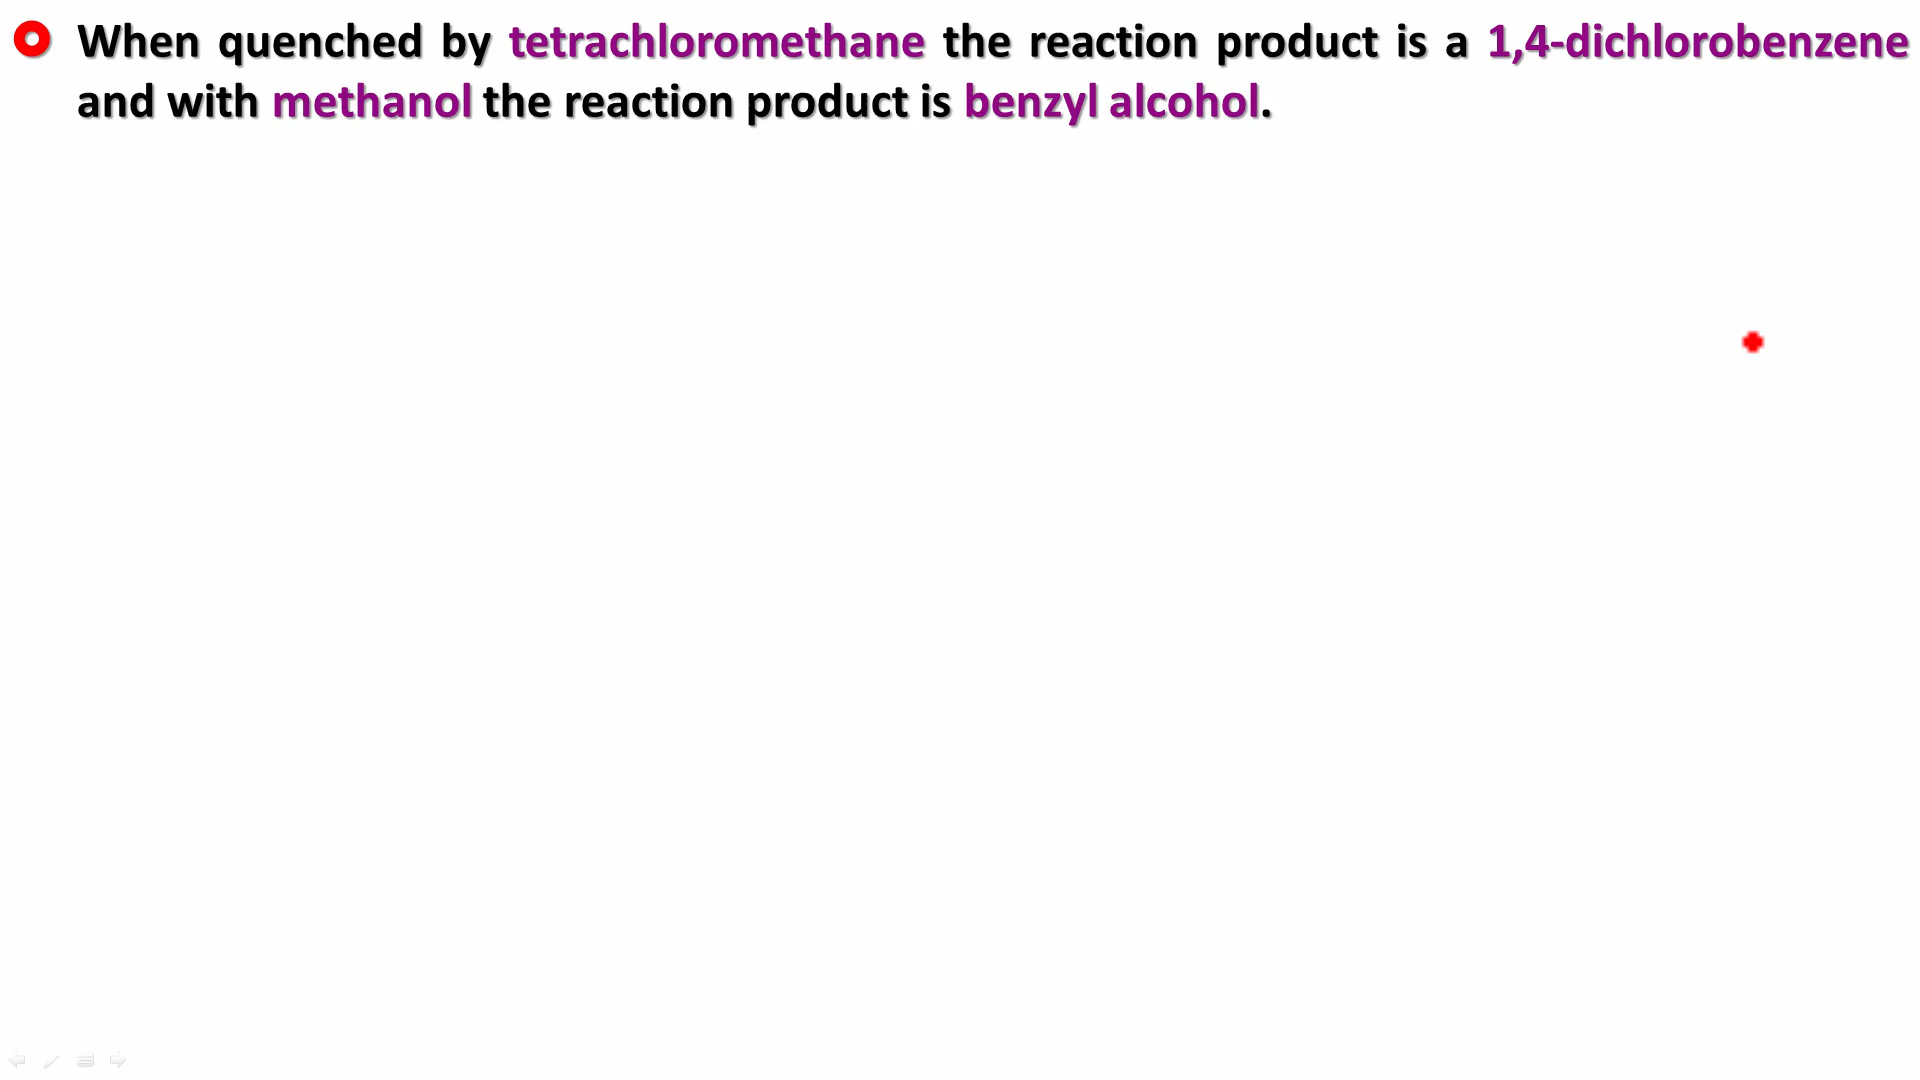 When quenched by tetrachloromethane the reaction product is a 1,4-dichlorobenzene
and with methanol the reaction product is benzyl alcohol.